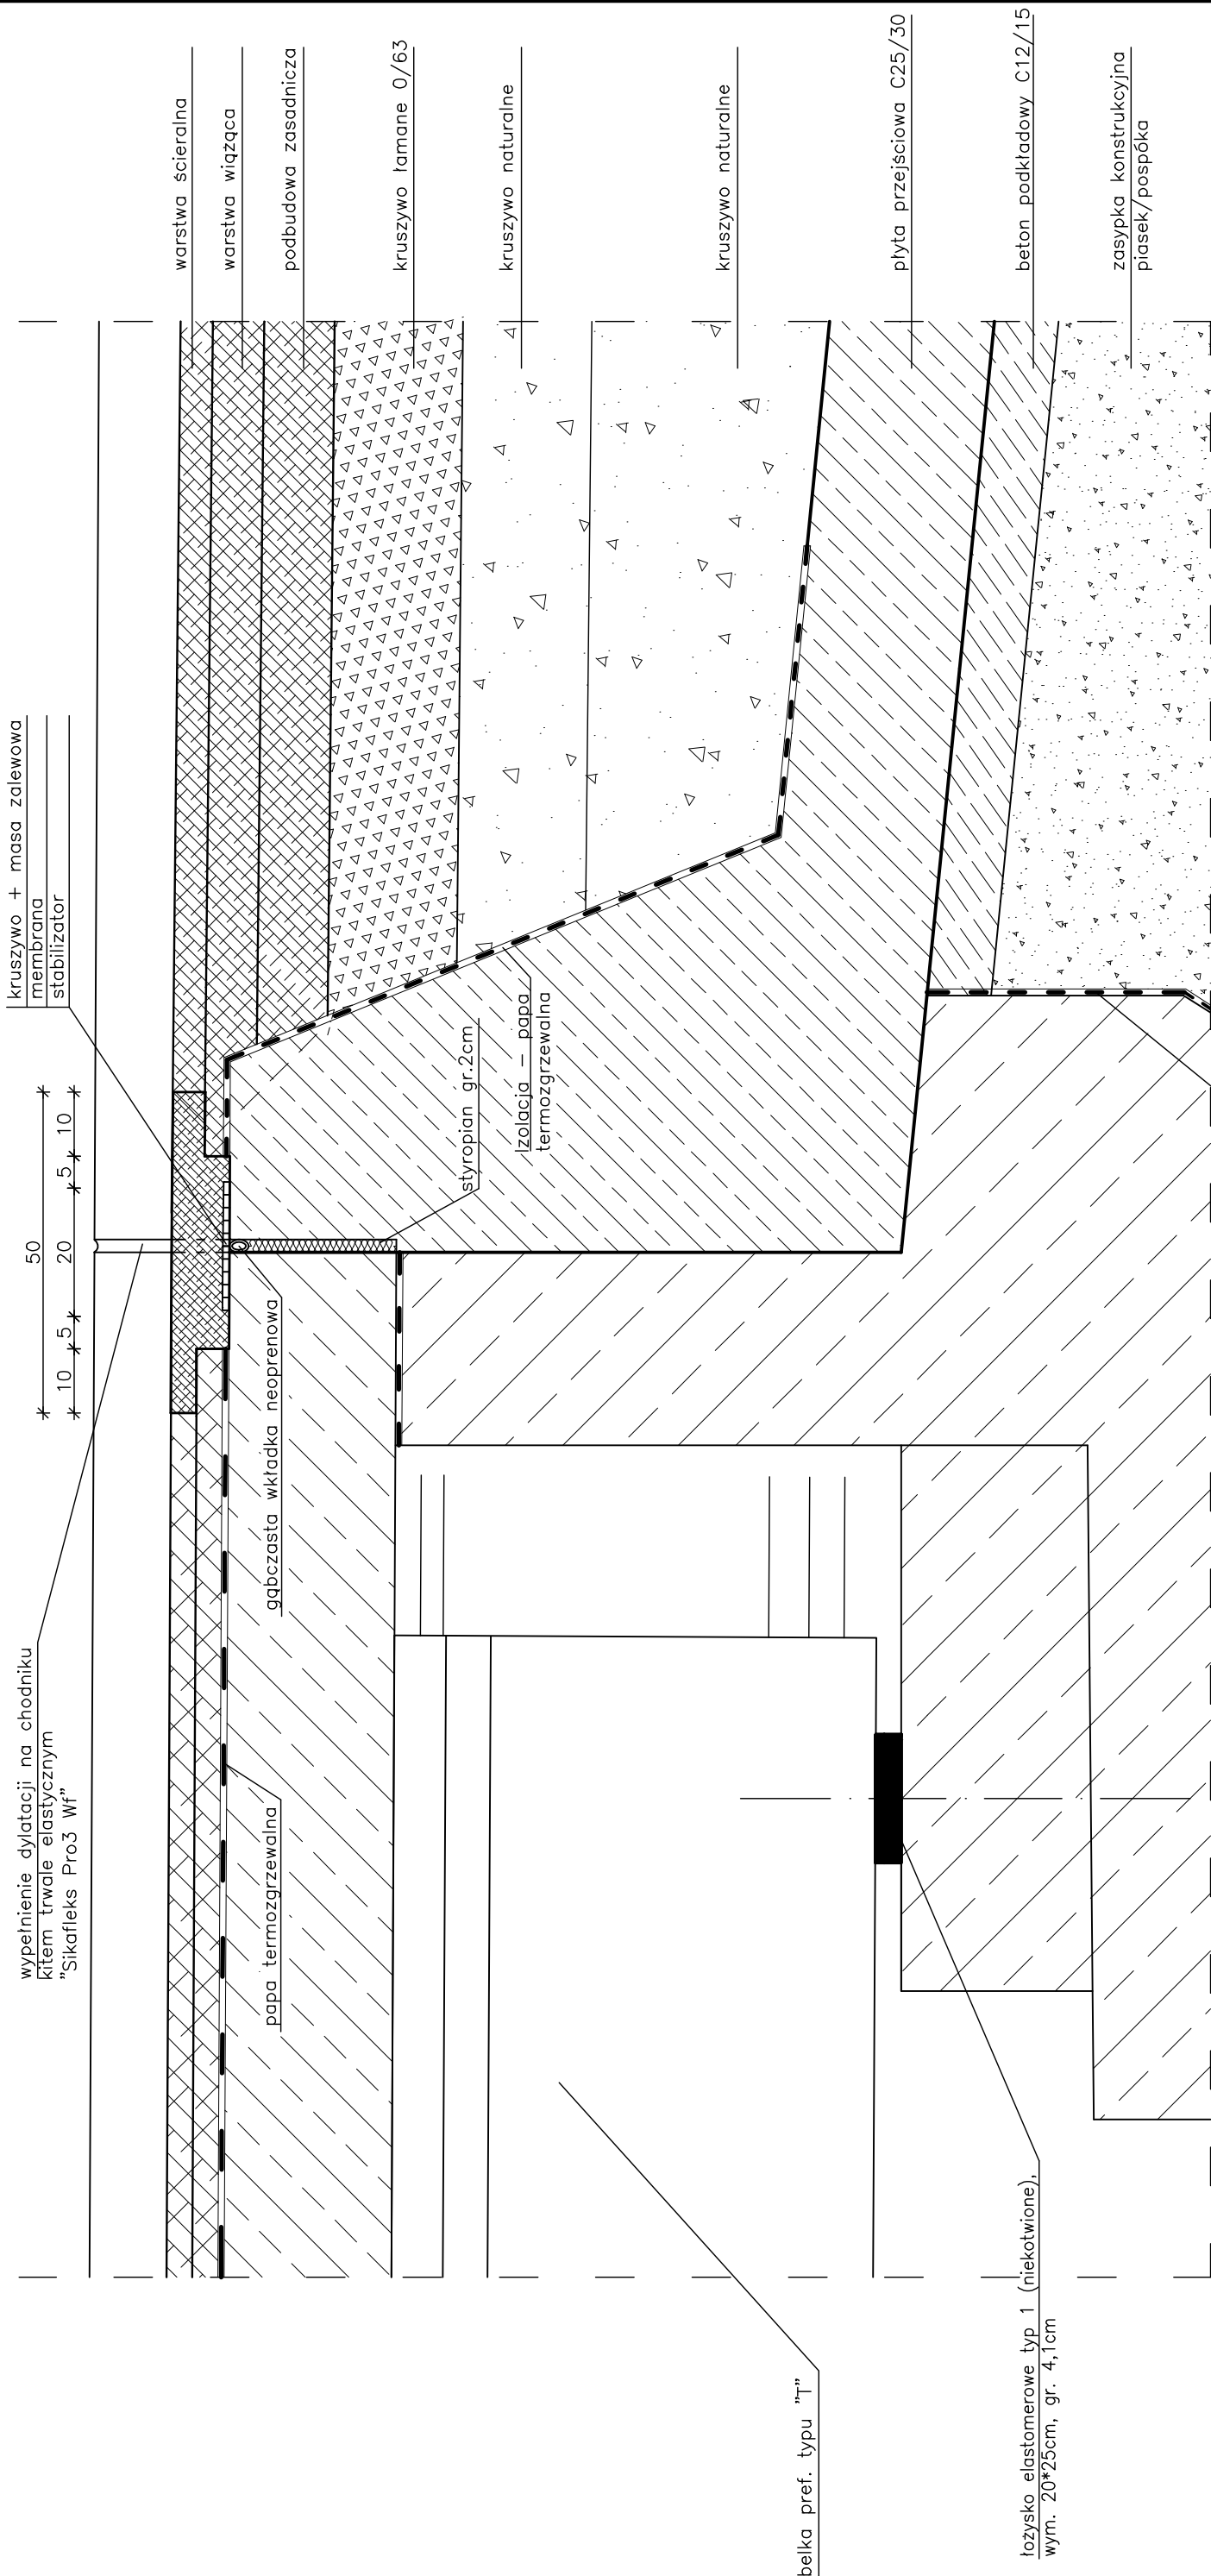 wypełnienie dylatacji na chodniku
kitem trwale elastycznym
"Sikafleks Pro3 Wf"
50
10
5
20
5
10
kruszywo + masa zalewowa
membrana
stabilizator
warstwa ścieralna
warstwa wiążąca
podbudowa zasadnicza
kruszywo łamane 0/63
kruszywo naturalne
kruszywo naturalne
płyta przejściowa C25/30
beton podkładowy C12/15
zasypka konstrukcyjna
piasek/pospółka
papa termozgrzewalna
gąbczasta wkładka neoprenowa
styropian gr.2cm
Izolacja – papa
termozgrzewalna
belka pref. typu "T"
łożysko elastomerowe typ 1 (niekotwione),
wym. 20*25cm, gr. 4,1cm